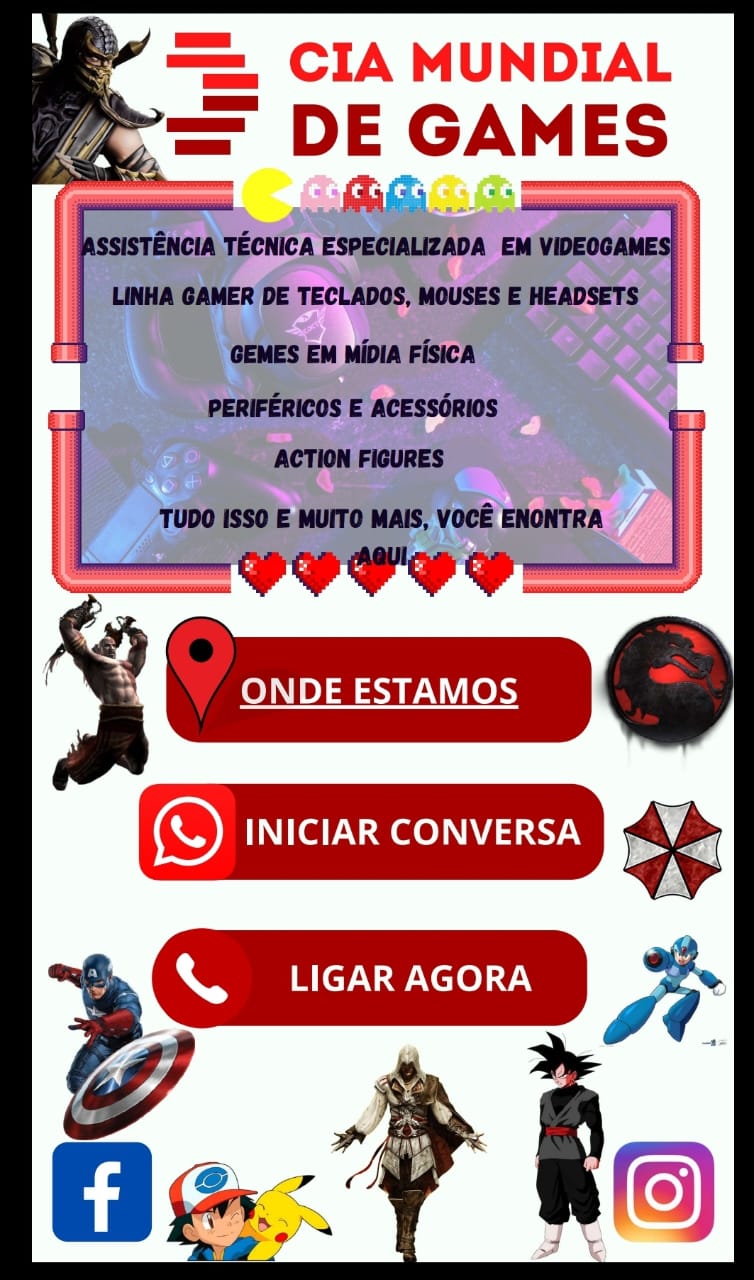 CIA MUNDIAL
DE GAMES
ASSISTÊNCIA TÉCNICA ESPECIALIZADA EM VIDEOGAMES
LINHA GAMER DE TECLADOS, MOUSES E HEADSETS
GEMES EM MÍDIA FÍSICA
PERIFÉRICOS E ACESSÓRIOS
ACTION FIGURES
TUDO ISSO E MUITO MAIS, VOCÊ ENONTRA
AQUI
ONDE ESTAMOS
INICIAR CONVERSA
LIGAR AGORA